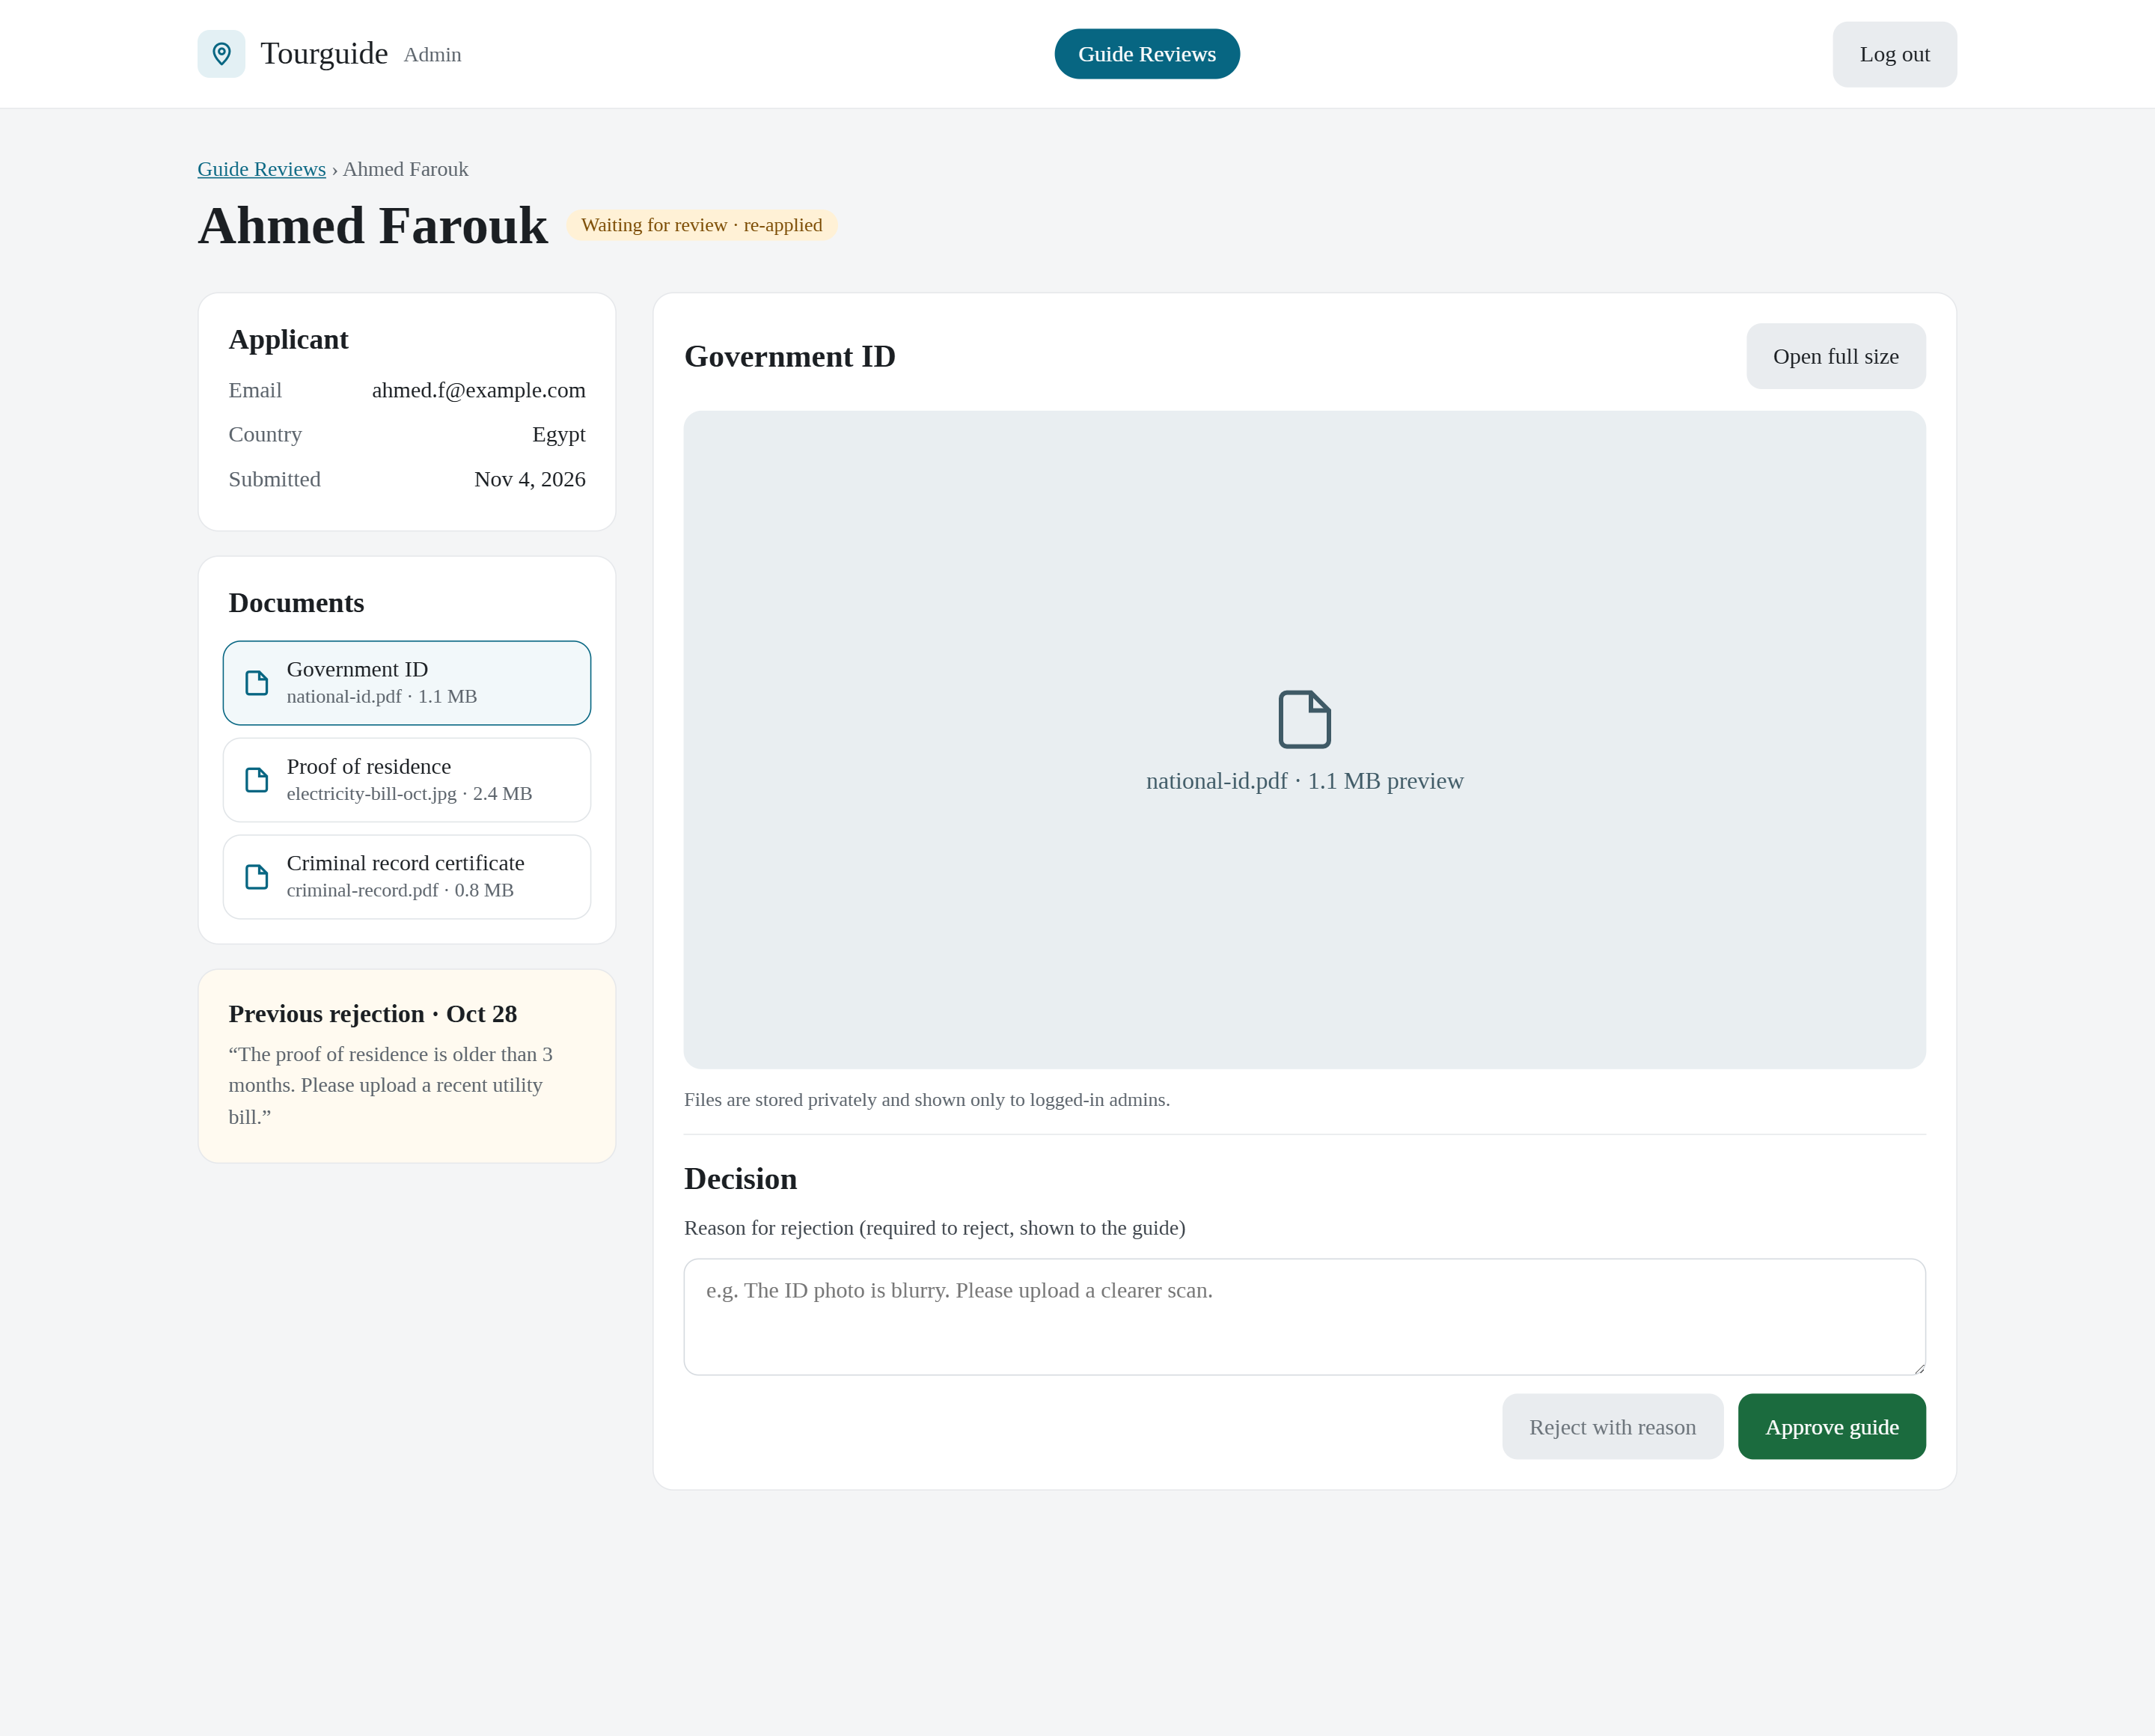 Tourguide Admin
Guide Reviews
Log out
Guide Reviews › Ahmed Farouk
Ahmed Farouk
Waiting for review · re-applied
Applicant
Email ahmed.f@example.com
Country Egypt
Submitted Nov 4, 2026
Documents
Government ID
national-id.pdf · 1.1 MB
Proof of residence
electricity-bill-oct.jpg · 2.4 MB
Criminal record certificate
criminal-record.pdf · 0.8 MB
Previous rejection · Oct 28
“The proof of residence is older than 3
months. Please upload a recent utility
bill.”
Government ID
Open full size
national-id.pdf · 1.1 MB preview
Files are stored privately and shown only to logged-in admins.
Decision
Reason for rejection (required to reject, shown to the guide)
e.g. The ID photo is blurry. Please upload a clearer scan.
Reject with reason
Approve guide